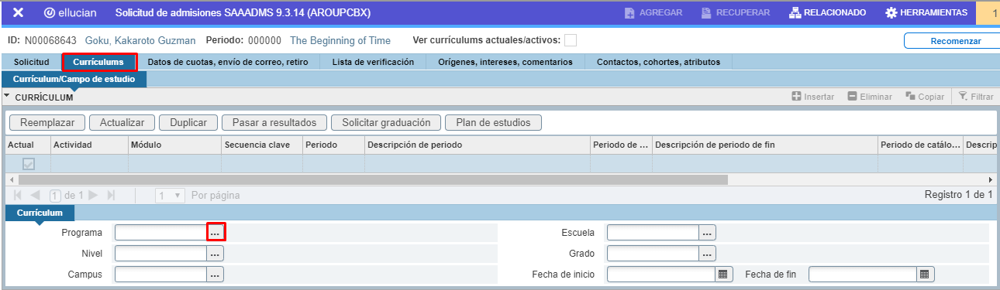 ellucian Solicitud de admisiones SAAADMS 9.3.14 (AROUPCBX) AGREGAR RECUPERAR RELACIONADO HERRAMIENTAS 1
ID: N00068643 Goku, Kakaroto Guzman Periodo: 000000 The Beginning of Time Ver currículums actuales/activos: Recomenzar
Solicitud Currículums Datos de cuotas, envío de correo, retiro Lista de verificación Orígenes, intereses, comentarios Contactos, cohortes, atributos
Currículum/Campo de estudio
CURRÍCULUM Insertar Eliminar Copiar Filtrar
Reemplazar Actualizar Duplicar Pasar a resultados Solicitar graduación Plan de estudios
Actual Actividad Módulo Secuencia clave Periodo Descripción de periodo Periodo de ... Descripción de periodo de fin Periodo de catálo... Descrip
1 de 1 1 Por página Registro 1 de 1
Currículum
Programa ... Escuela ...
Nivel ... Grado ...
Campus ... Fecha de inicio Fecha de fin